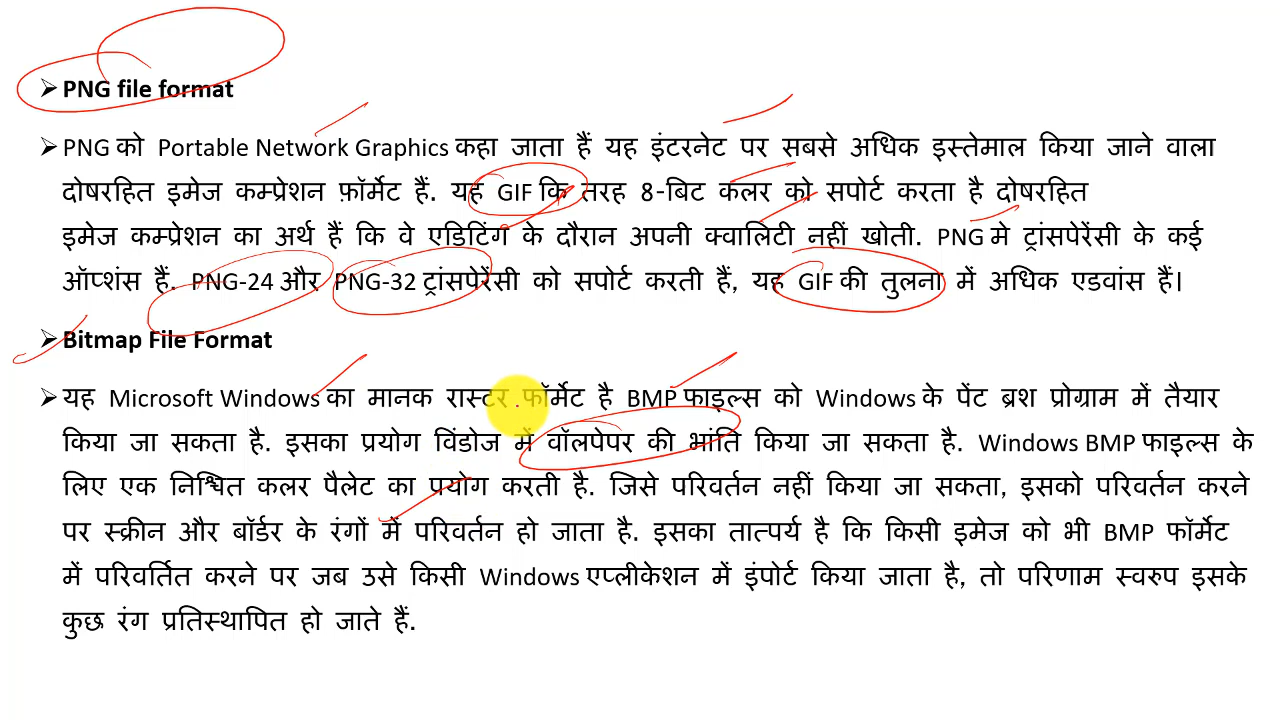 ➢ PNG file format
➢ PNG को Portable Network Graphics कहा जाता हैं यह इंटरनेट पर सबसे अधिक इस्तेमाल किया जाने वाला
दोषरहित इमेज कम्प्रेशन फ़ॉर्मेट हैं. यह GIF कि तरह 8-बिट कलर को सपोर्ट करता है दोषरहित
इमेज कम्प्रेशन का अर्थ हैं कि वे एडिटिंग के दौरान अपनी क्वालिटी नहीं खोती. PNG मे ट्रांसपेरेंसी के कई
ऑप्शंस हैं. PNG-24 और PNG-32 ट्रांसपेरेंसी को सपोर्ट करती हैं, यह GIF की तुलना में अधिक एडवांस हैं।
➢ Bitmap File Format
➢ यह Microsoft Windows का मानक रास्टर फॉर्मेट है BMP फाइल्स को Windows के पेंट ब्रश प्रोग्राम में तैयार
किया जा सकता है. इसका प्रयोग विंडोज में वॉलपेपर की भांति किया जा सकता है. Windows BMP फाइल्स के
लिए एक निश्चित कलर पैलेट का प्रयोग करती है. जिसे परिवर्तन नहीं किया जा सकता, इसको परिवर्तन करने
पर स्क्रीन और बॉर्डर के रंगों में परिवर्तन हो जाता है. इसका तात्पर्य है कि किसी इमेज को भी BMP फॉर्मेट
में परिवर्तित करने पर जब उसे किसी Windows एप्लीकेशन में इंपोर्ट किया जाता है, तो परिणाम स्वरुप इसके
कुछ रंग प्रतिस्थापित हो जाते हैं.